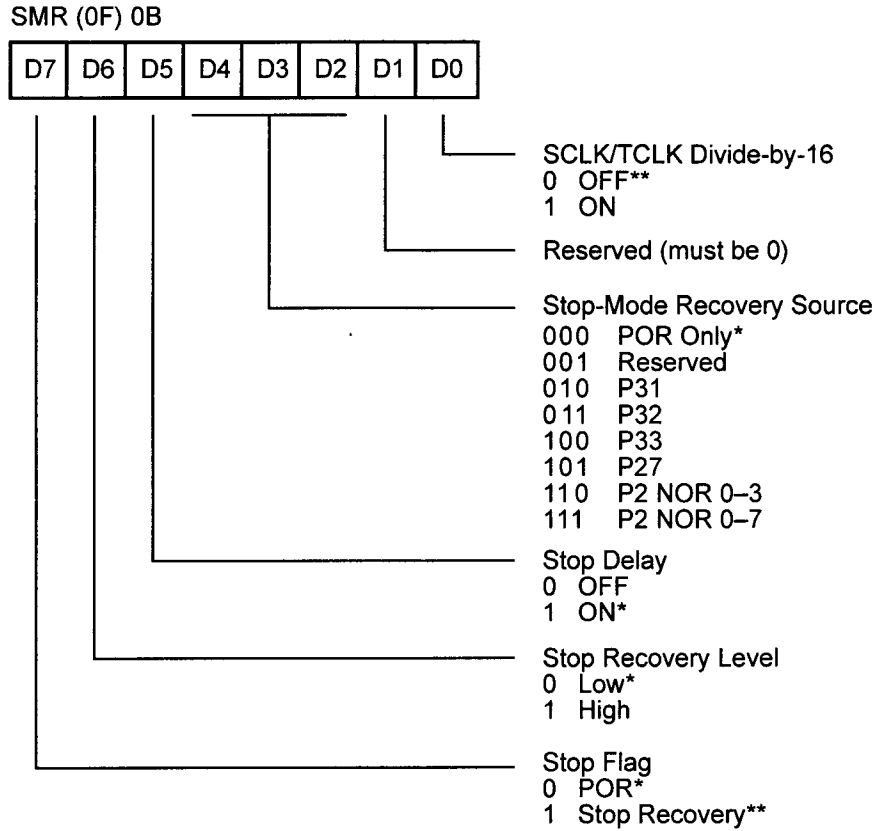 SMR (0F) 0B
D7 D6 D5 D4 D3 D2 D1 D0
SCLK/TCLK Divide-by-16
0 OFF**
1 ON
Reserved (must be 0)
Stop-Mode Recovery Source
000 POR Only*
001 Reserved
010 P31
011 P32
100 P33
101 P27
110 P2 NOR 0–3
111 P2 NOR 0–7
Stop Delay
0 OFF
1 ON*
Stop Recovery Level
0 Low*
1 High
Stop Flag
0 POR*
1 Stop Recovery**